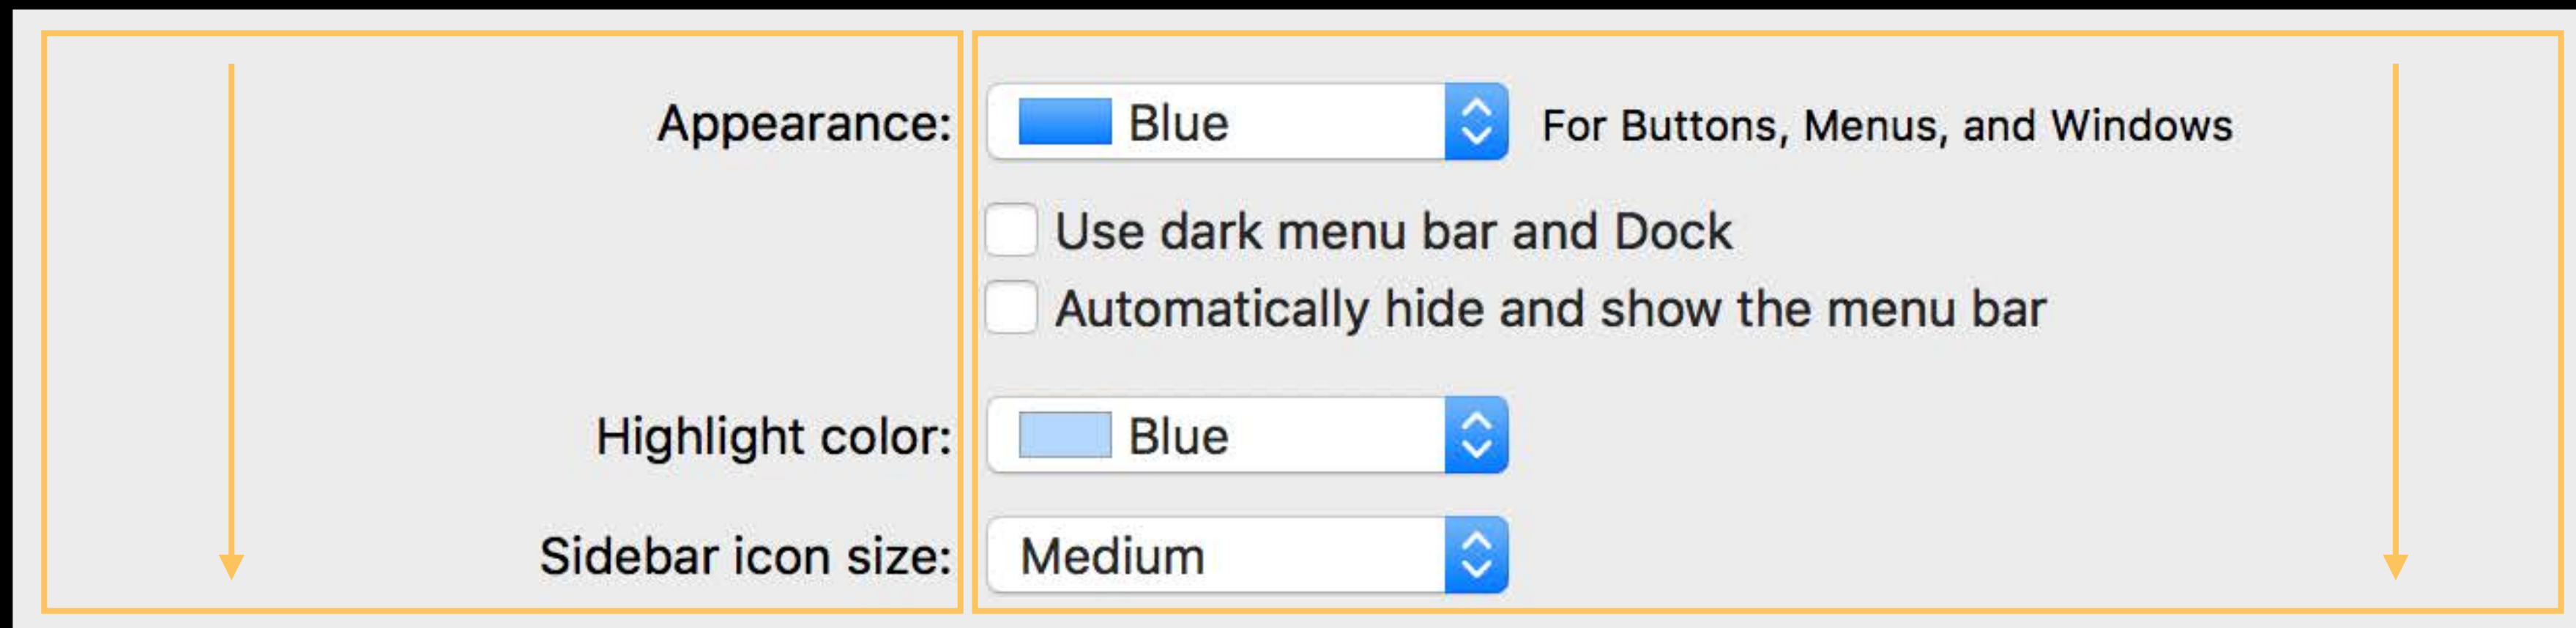 Appearance: Blue For Buttons, Menus, and Windows
Use dark menu bar and Dock
Automatically hide and show the menu bar
Highlight color: Blue
Sidebar icon size: Medium